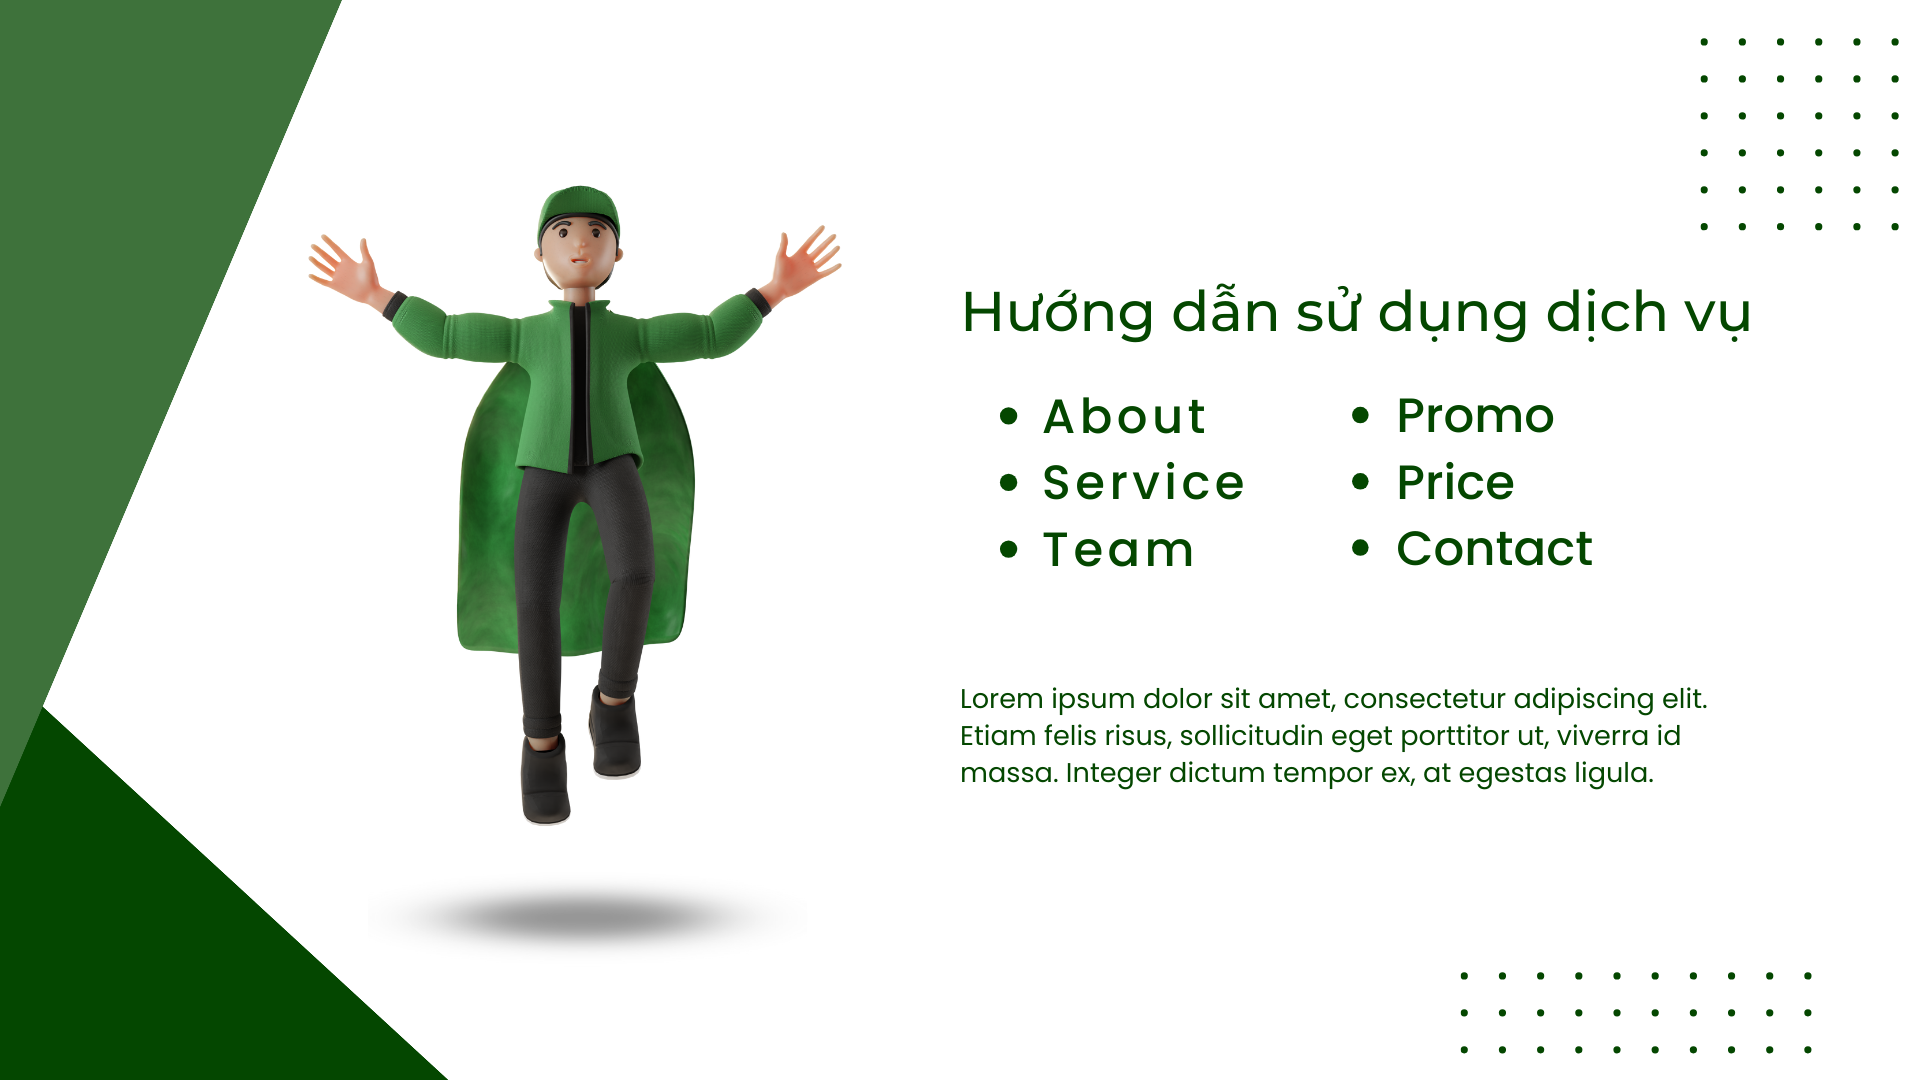 Hướng dẫn sử dụng dịch vụ
About
Service
Team
Promo
Price
Contact
Lorem ipsum dolor sit amet, consectetur adipiscing elit.
Etiam felis risus, sollicitudin eget porttitor ut, viverra id
massa. Integer dictum tempor ex, at egestas ligula.